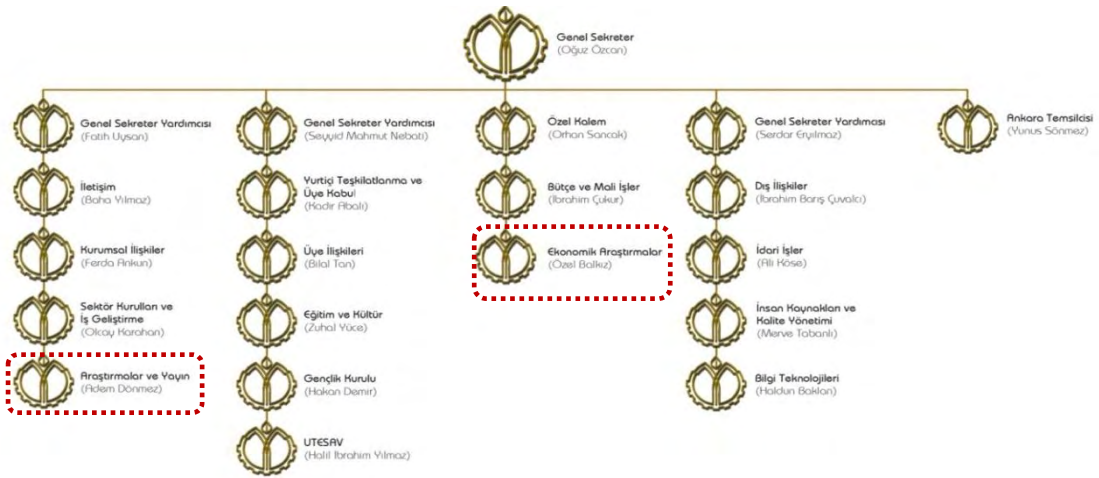 Genel Sekreter
(Oğuz Özcan)
Genel Sekreter Yardımcısı
(Fatih Uysan)
İletişim
(Baha Yılmaz)
Kurumsal İlişkiler
(Ferda Arıkun)
Sektör Kurulları ve
İş Geliştirme
(Olcay Karahan)
Araştırmalar ve Yayın
(Adem Dönmez)
Genel Sekreter Yardımcısı
(Seyyid Mahmut Nebati)
Yurtiçi Teşkilatlanma ve
Üye Kabul
(Kadir Abalı)
Üye İlişkileri
(Bilal Tan)
Eğitim ve Kültür
(Zuhal Yüce)
Gençlik Kurulu
(Hakan Demir)
UTESAV
(Halil İbrahim Yılmaz)
Özel Kalem
(Orhan Sancak)
Bütçe ve Mali İşler
(İbrahim Çukur)
Ekonomik Araştırmalar
(Özel Balkız)
Genel Sekreter Yardımcısı
(Serdar Eryılmaz)
Dış İlişkiler
(İbrahim Barış Çuvalcı)
İdari İşler
(Ali Köse)
İnsan Kaynakları ve
Kalite Yönetimi
(Merve Tabanlı)
Bilgi Teknolojileri
(Haldun Baklan)
Ankara Temsilcisi
(Yunus Sönmez)